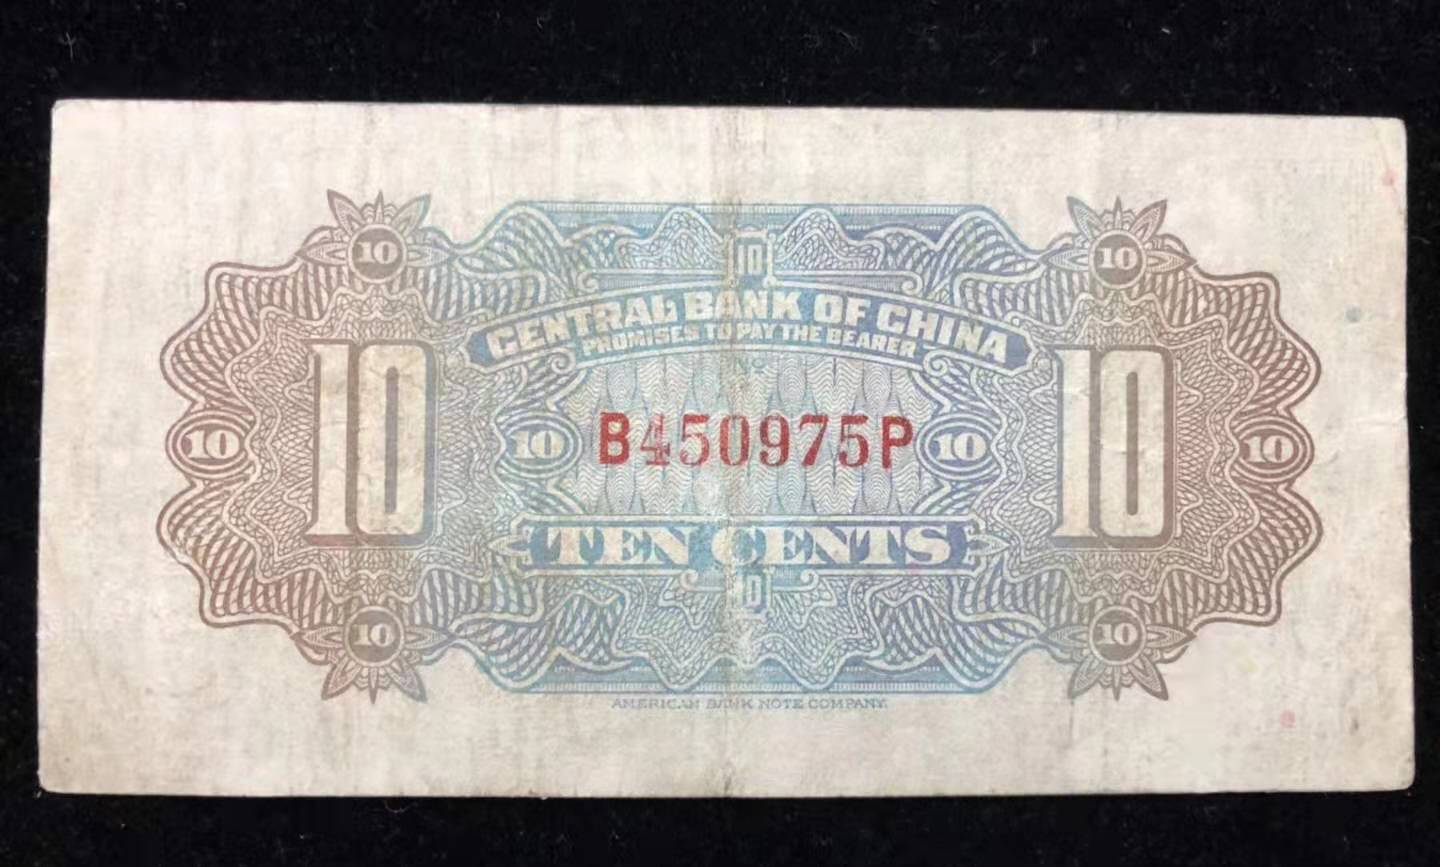 10 10 10
CENTRAL BANK OF CHINA
PROMISES TO PAY THE BEARER
10 10
10 10 B450975P 10 10
TEN CENTS
10 10 10
AMERICAN BANK NOTE COMPANY.